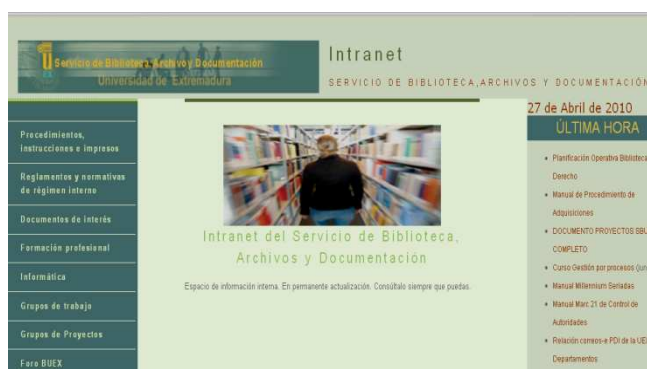 Servicio de Biblioteca, Archivo y Documentación
Universidad de Extremadura
Intranet
SERVICIO DE BIBLIOTECA, ARCHIVOS Y DOCUMENTACIÓN
Procedimientos,
instrucciones e impresos
Reglamentos y normativas
de régimen interno
Documentos de interés
Formación profesional
Informática
Grupos de trabajo
Grupos de Proyectos
Foro BUEX
Intranet del Servicio de Biblioteca,
Archivos y Documentación
Espacio de información interna. En permanente actualización. Consúltalo siempre que puedas.
27 de Abril de 2010
ÚLTIMA HORA
Planificación Operativa Biblioteca
Derecho
Manual de Procedimiento de
Adquisiciones
DOCUMENTO PROYECTOS SBU
COMPLETO
Curso Gestión por procesos (jun
Manual Millennium Seriadas
Manual Marc 21 de Control de
Autoridades
Relación correos-e PDI de la UE
Departamentos